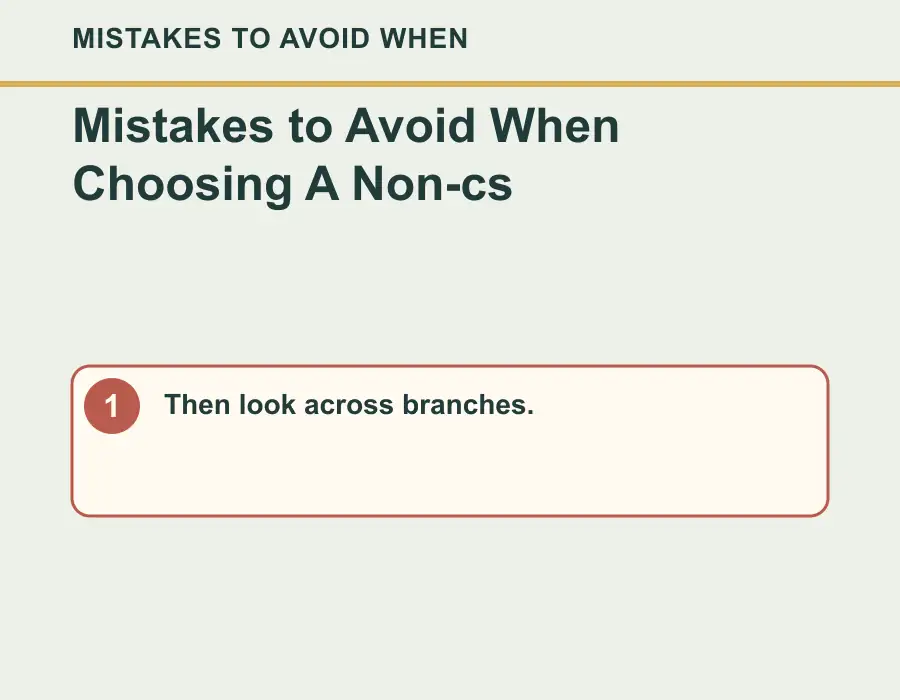 MISTAKES TO AVOID WHEN
Mistakes to Avoid When
Choosing A Non-cs
1
Then look across branches.